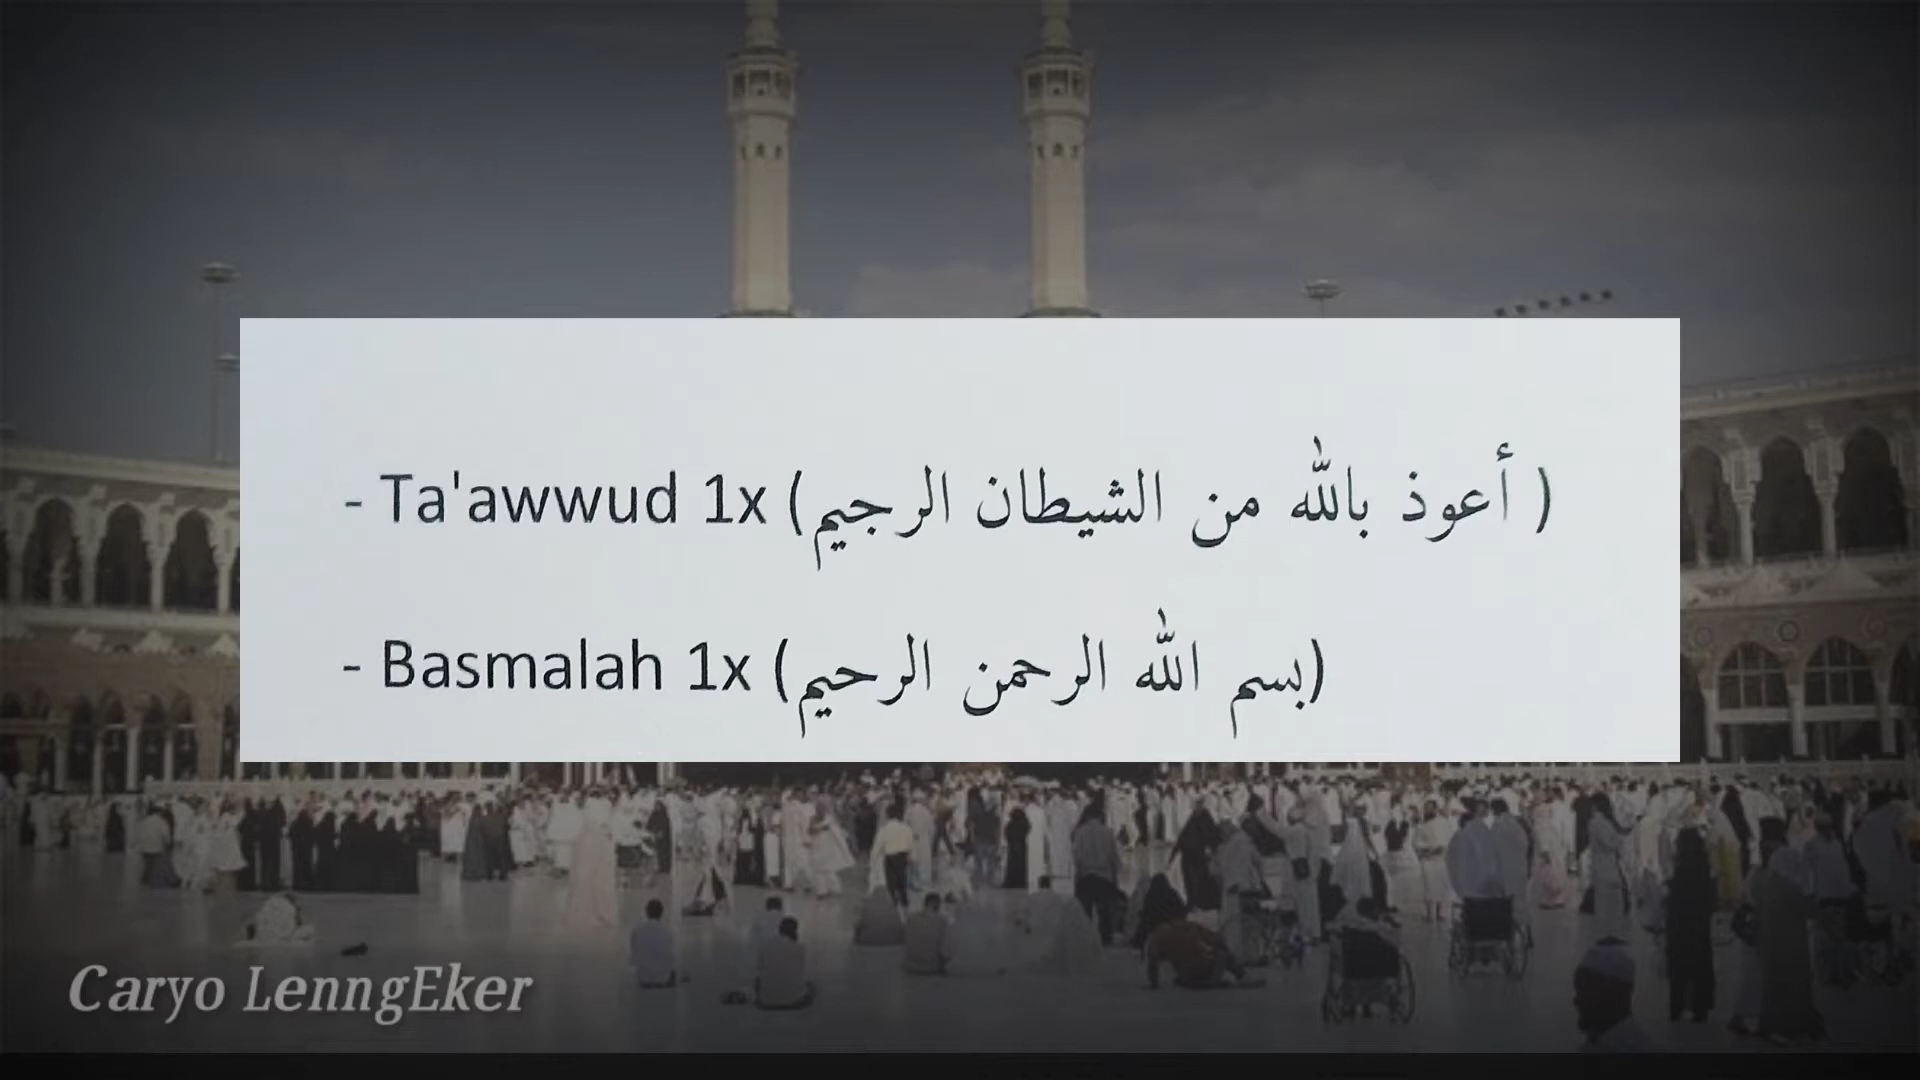 - Ta'awwud 1x (أعوذ بالله من الشيطان الرجيم )
- Basmalah 1x (بسم الله الرحمن الرحيم)
Caryo LenngEker